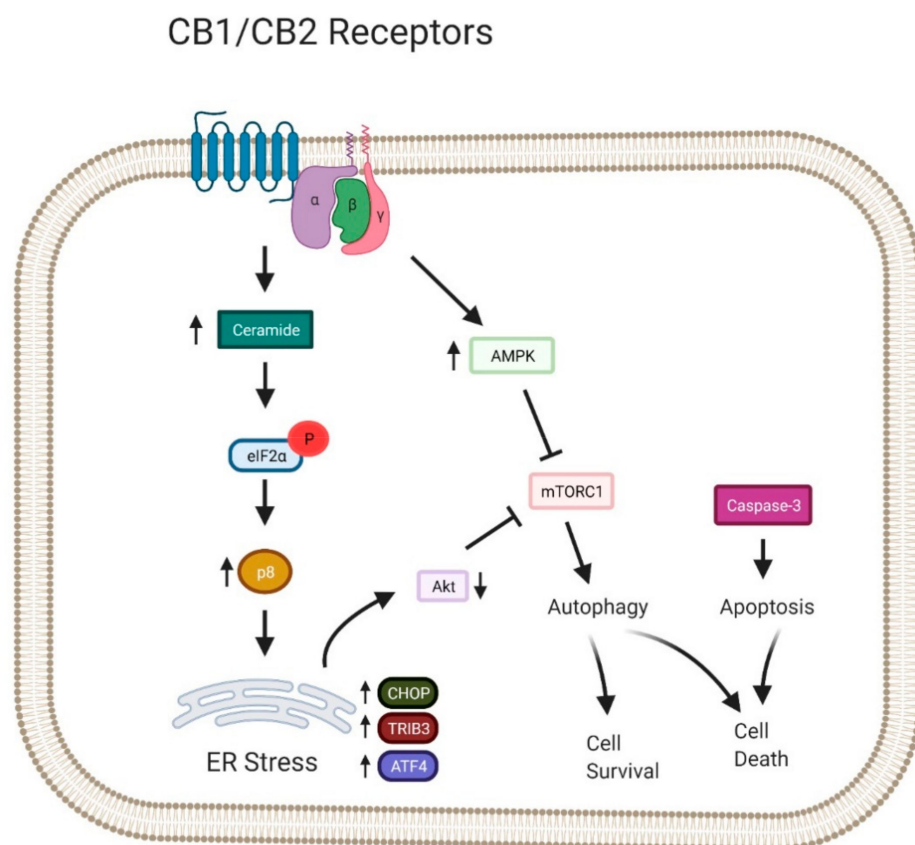 CB1/CB2 Receptors
α
β
γ
Ceramide
AMPK
P
eIF2α
mTORC1
Caspase-3
p8
Akt
Autophagy
Apoptosis
CHOP
TRIB3
ATF4
ER Stress
Cell
Survival
Cell
Death